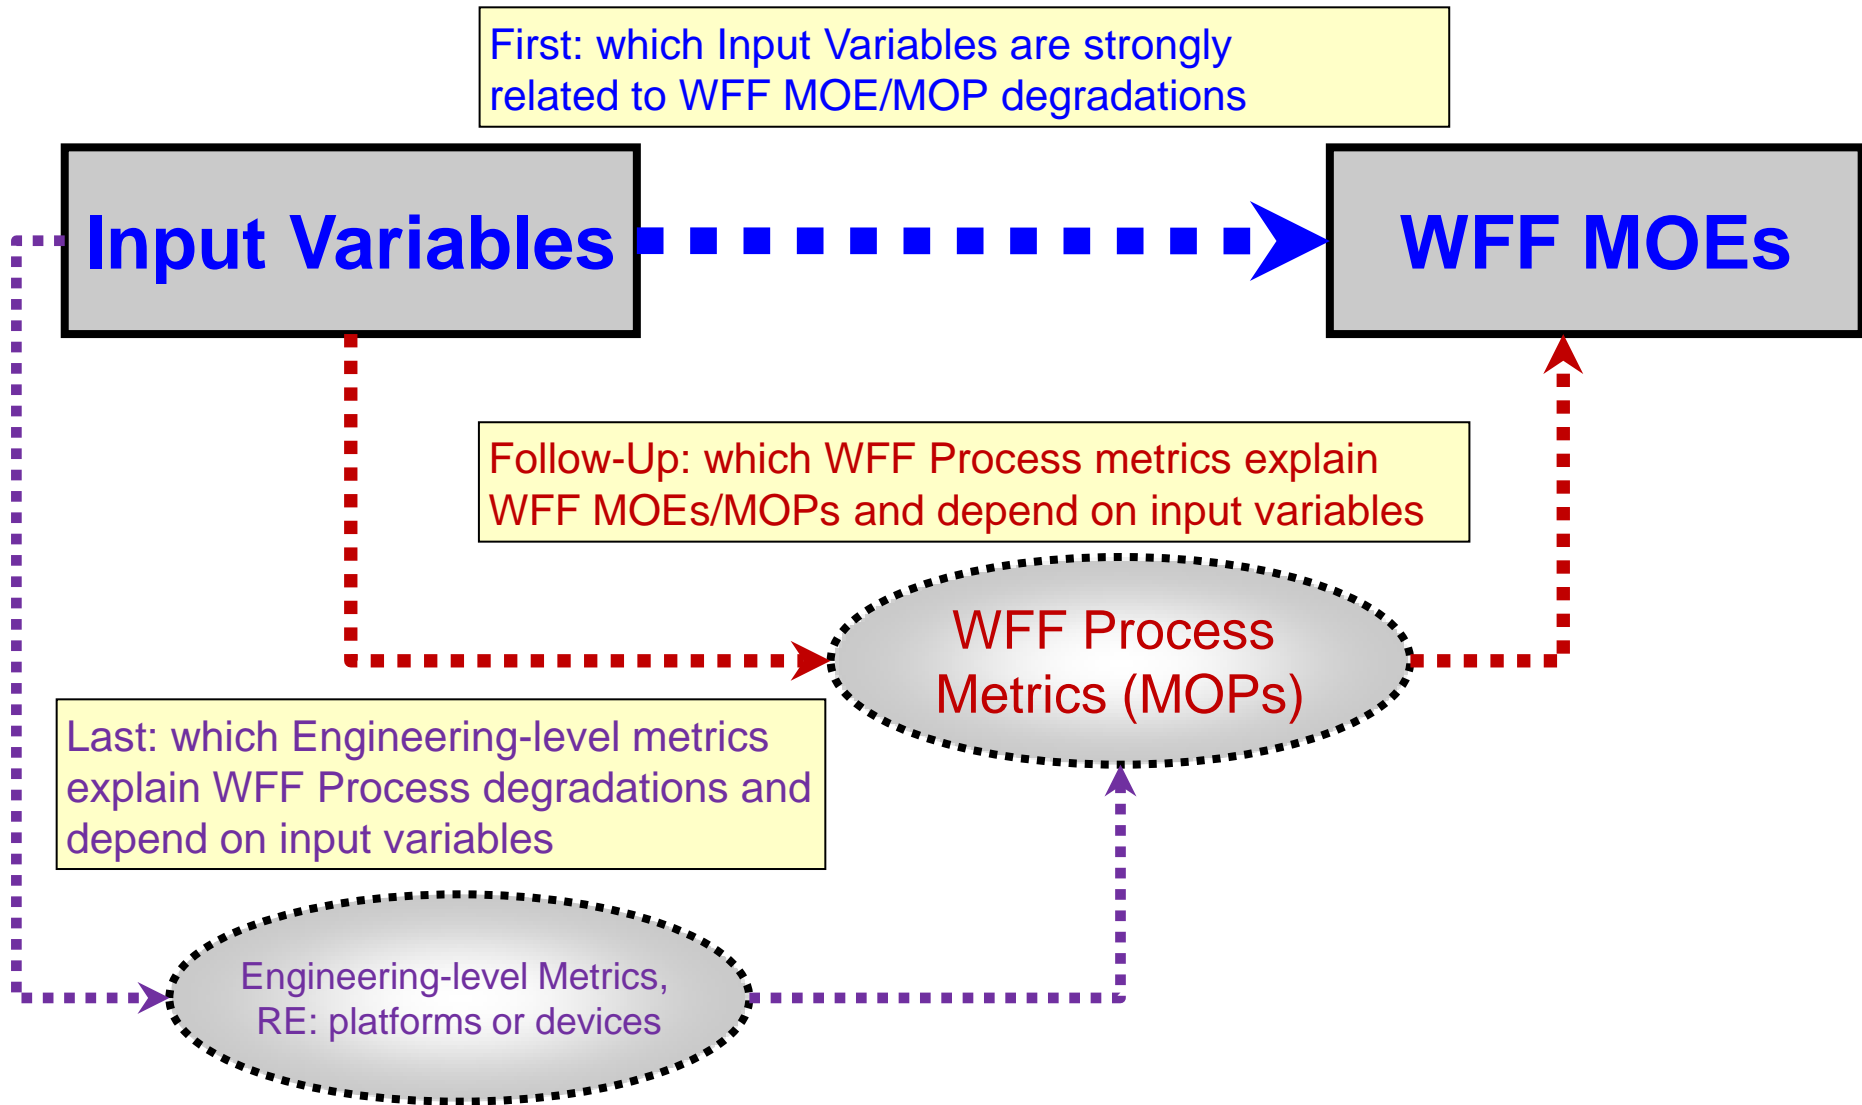 First: which Input Variables are strongly
related to WFF MOE/MOP degradations
Input Variables
WFF MOEs
Follow-Up: which WFF Process metrics explain
WFF MOEs/MOPs and depend on input variables
WFF Process
Metrics (MOPs)
Last: which Engineering-level metrics
explain WFF Process degradations and
depend on input variables
Engineering-level Metrics,
RE: platforms or devices